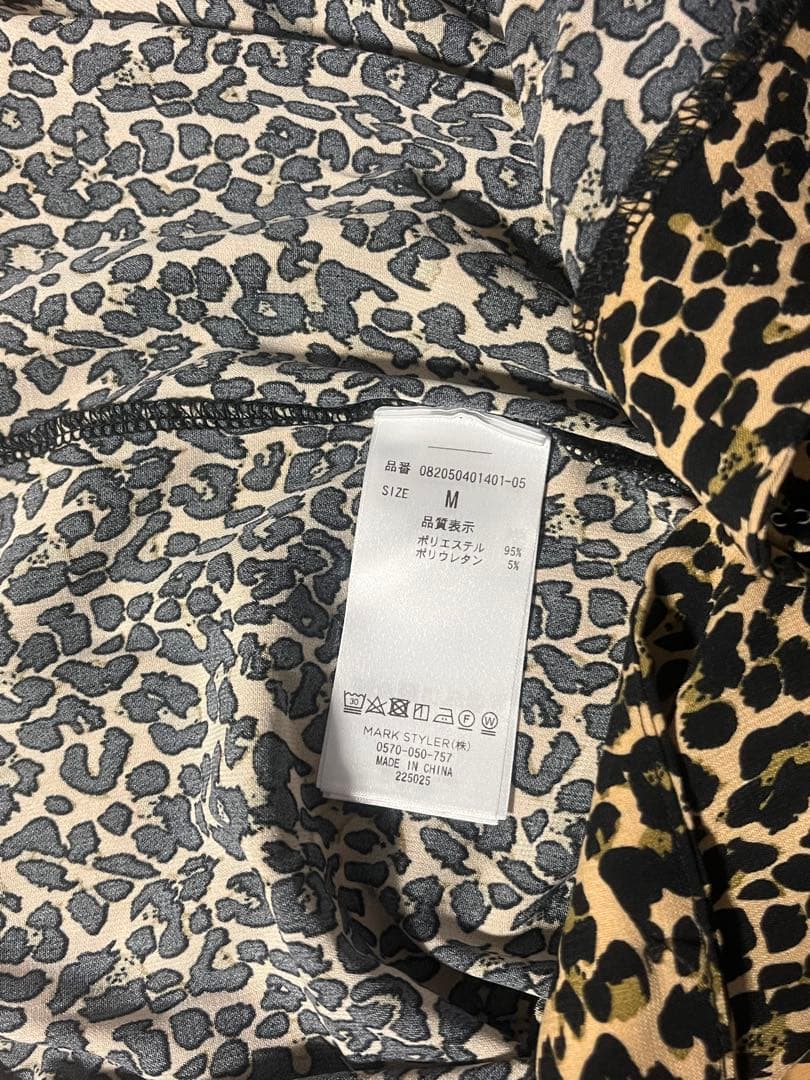 品番 082050401401-05
SIZE M
品質表示
ポリエステル 95%
ポリウレタン 5%
30 F W
MARK STYLER(株)
0570-050-757
MADE IN CHINA
225025